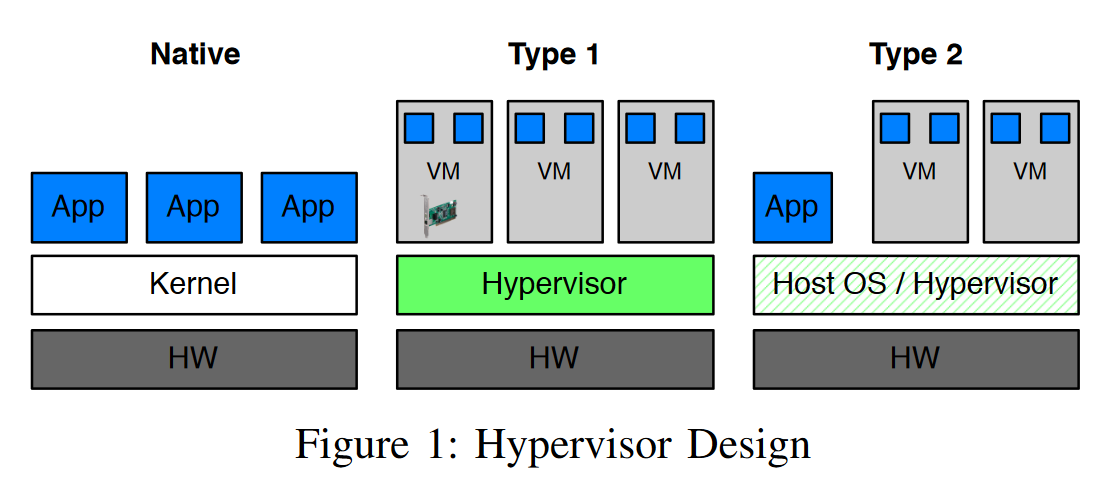 Native Type 1 Type 2
VM VM VM VM VM
App App App App
Kernel Hypervisor Host OS / Hypervisor
HW HW HW
Figure 1: Hypervisor Design